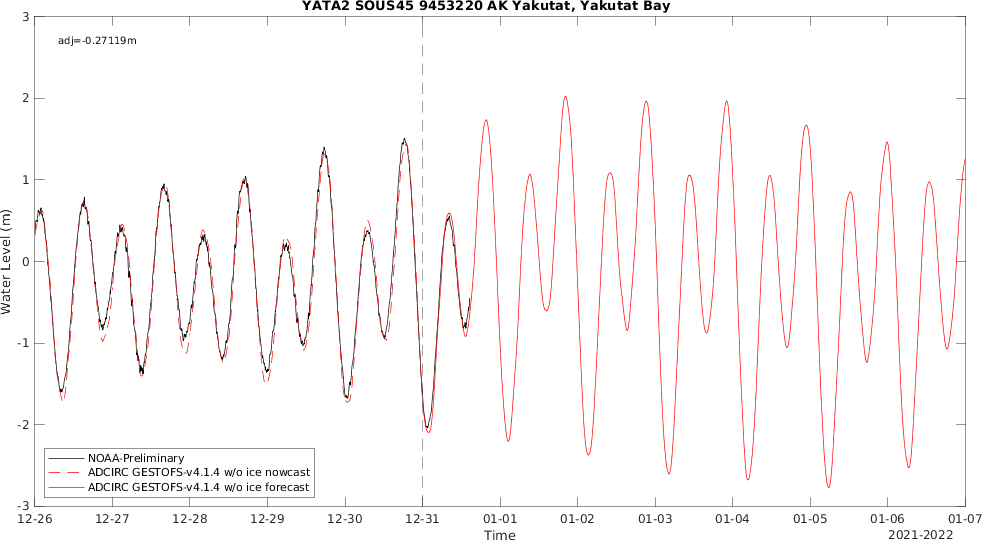 YATA2 SOUS45 9453220 AK Yakutat, Yakutat Bay
adj=-0.27119m
3
2
1
0
-1
-2
-3
Water Level (m)
NOAA-Preliminary
ADCIRC GESTOFS-v4.1.4 w/o ice nowcast
ADCIRC GESTOFS-v4.1.4 w/o ice forecast
12-26 12-27 12-28 12-29 12-30 12-31 01-01 01-02 01-03 01-04 01-05 01-06 01-07
Time
2021-2022